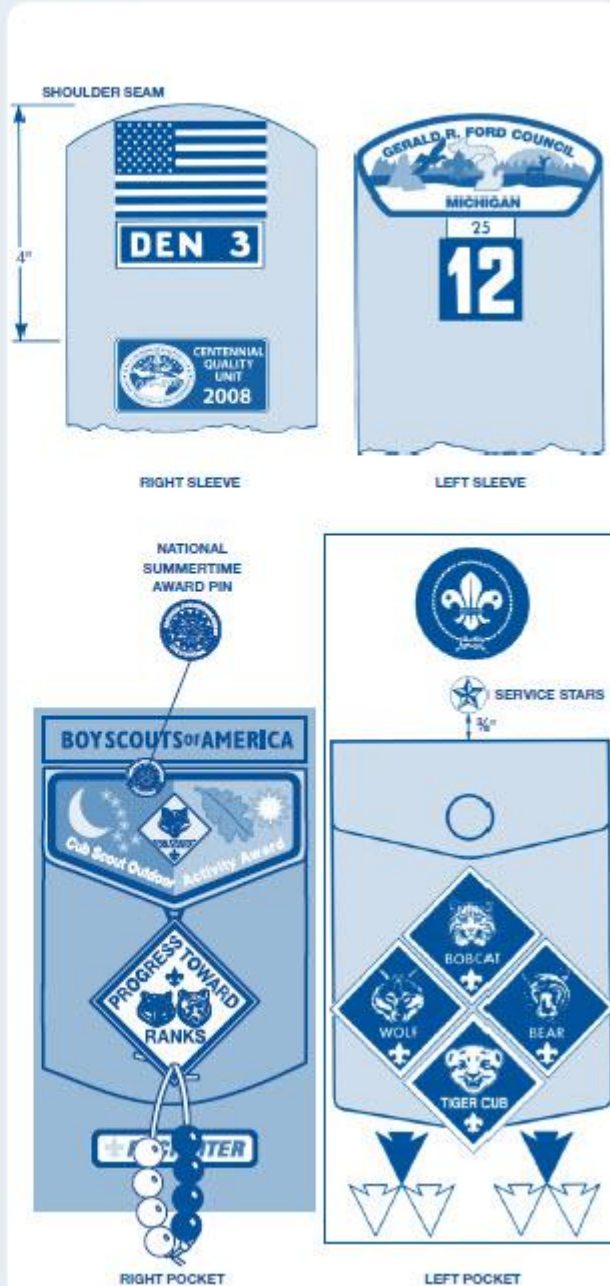 SHOULDER SEAM
4"
DEN 3
CENTENNIAL
QUALITY
UNIT
2008
RIGHT SLEEVE
GERALD R. FORD COUNCIL
MICHIGAN
25
12
LEFT SLEEVE
NATIONAL
SUMMERTIME
AWARD PIN
BOY SCOUTS OF AMERICA
Cub Scout Outdoor Activity Award
PROGRESS TOWARD
RANKS
RIGHT POCKET
SERVICE STARS
BOBCAT
WOLF
BEAR
TIGER CUB
LEFT POCKET